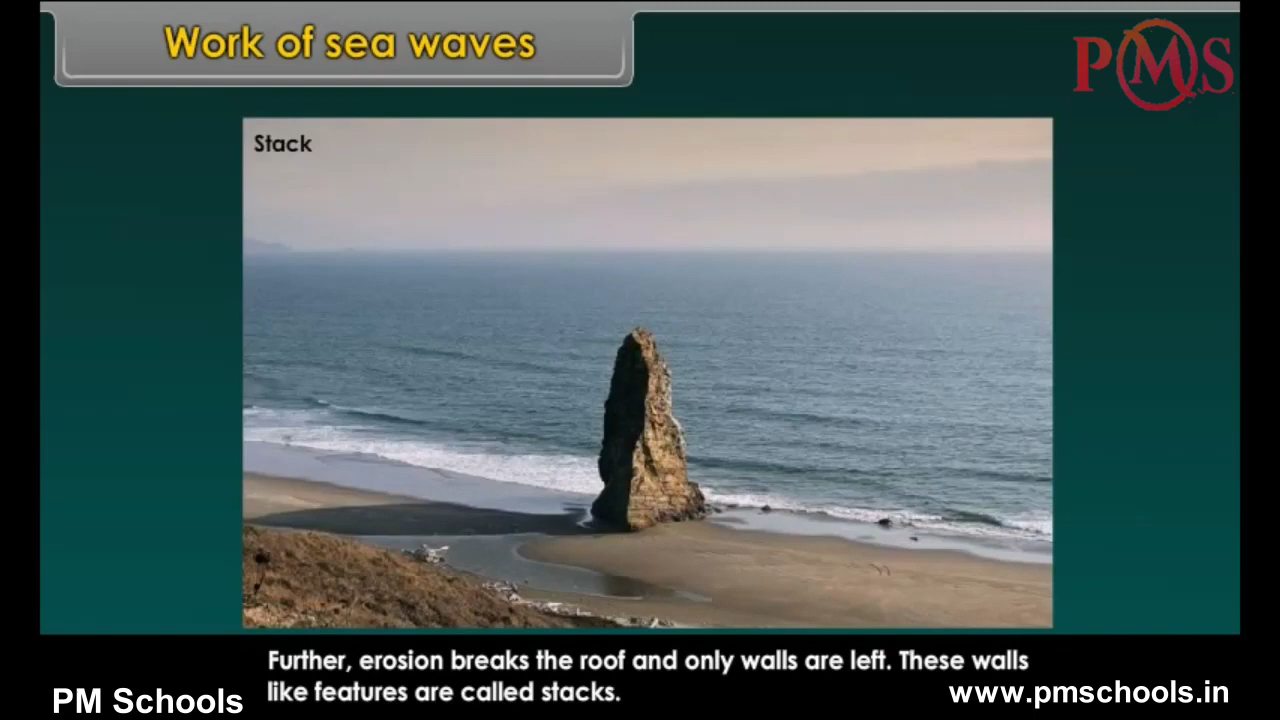 Work of sea waves
PMS
Stack
Further, erosion breaks the roof and only walls are left. These walls
like features are called stacks.
PM Schools
www.pmschools.in